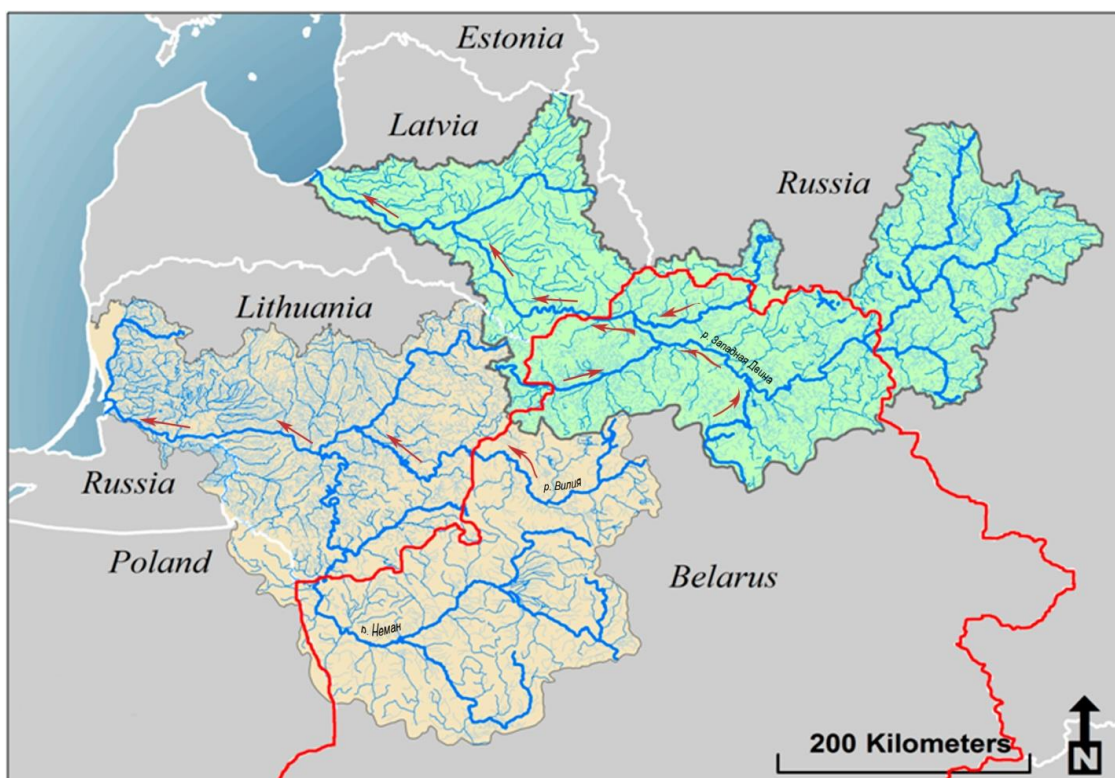 Estonia
Latvia
Russia
Lithuania
р. Западная Двина
Russia
р. Вилия
Poland
Belarus
р. Неман
200 Kilometers
N